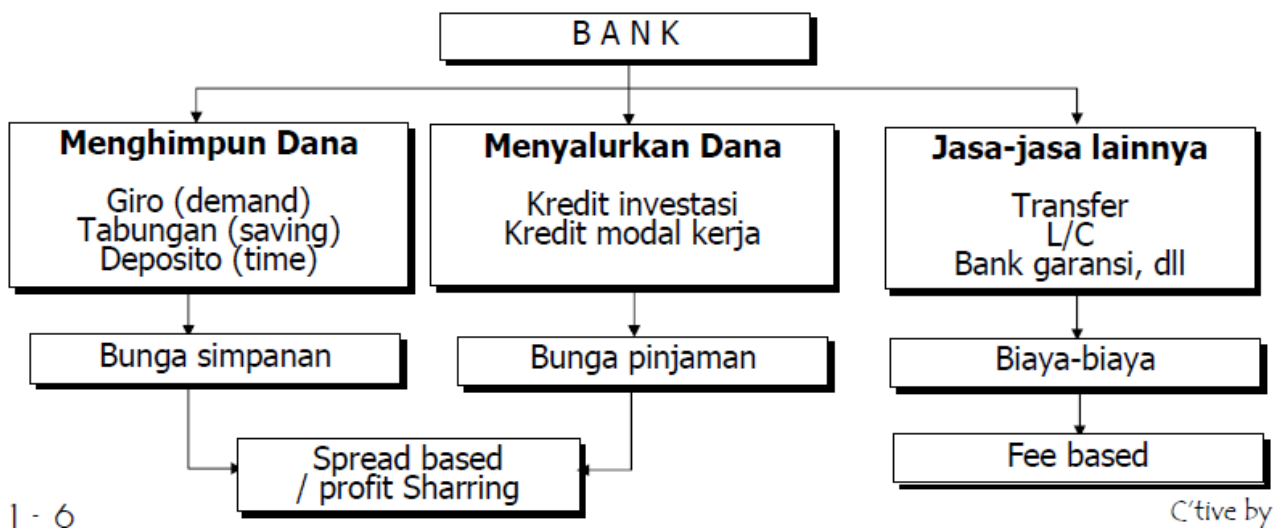 B A N K
Menghimpun Dana
Giro (demand)
Tabungan (saving)
Deposito (time)
Menyalurkan Dana
Kredit investasi
Kredit modal kerja
Jasa-jasa lainnya
Transfer
L/C
Bank garansi, dll
Bunga simpanan
Bunga pinjaman
Biaya-biaya
Spread based
/ profit Sharring
Fee based
1 - 6
C'tive by